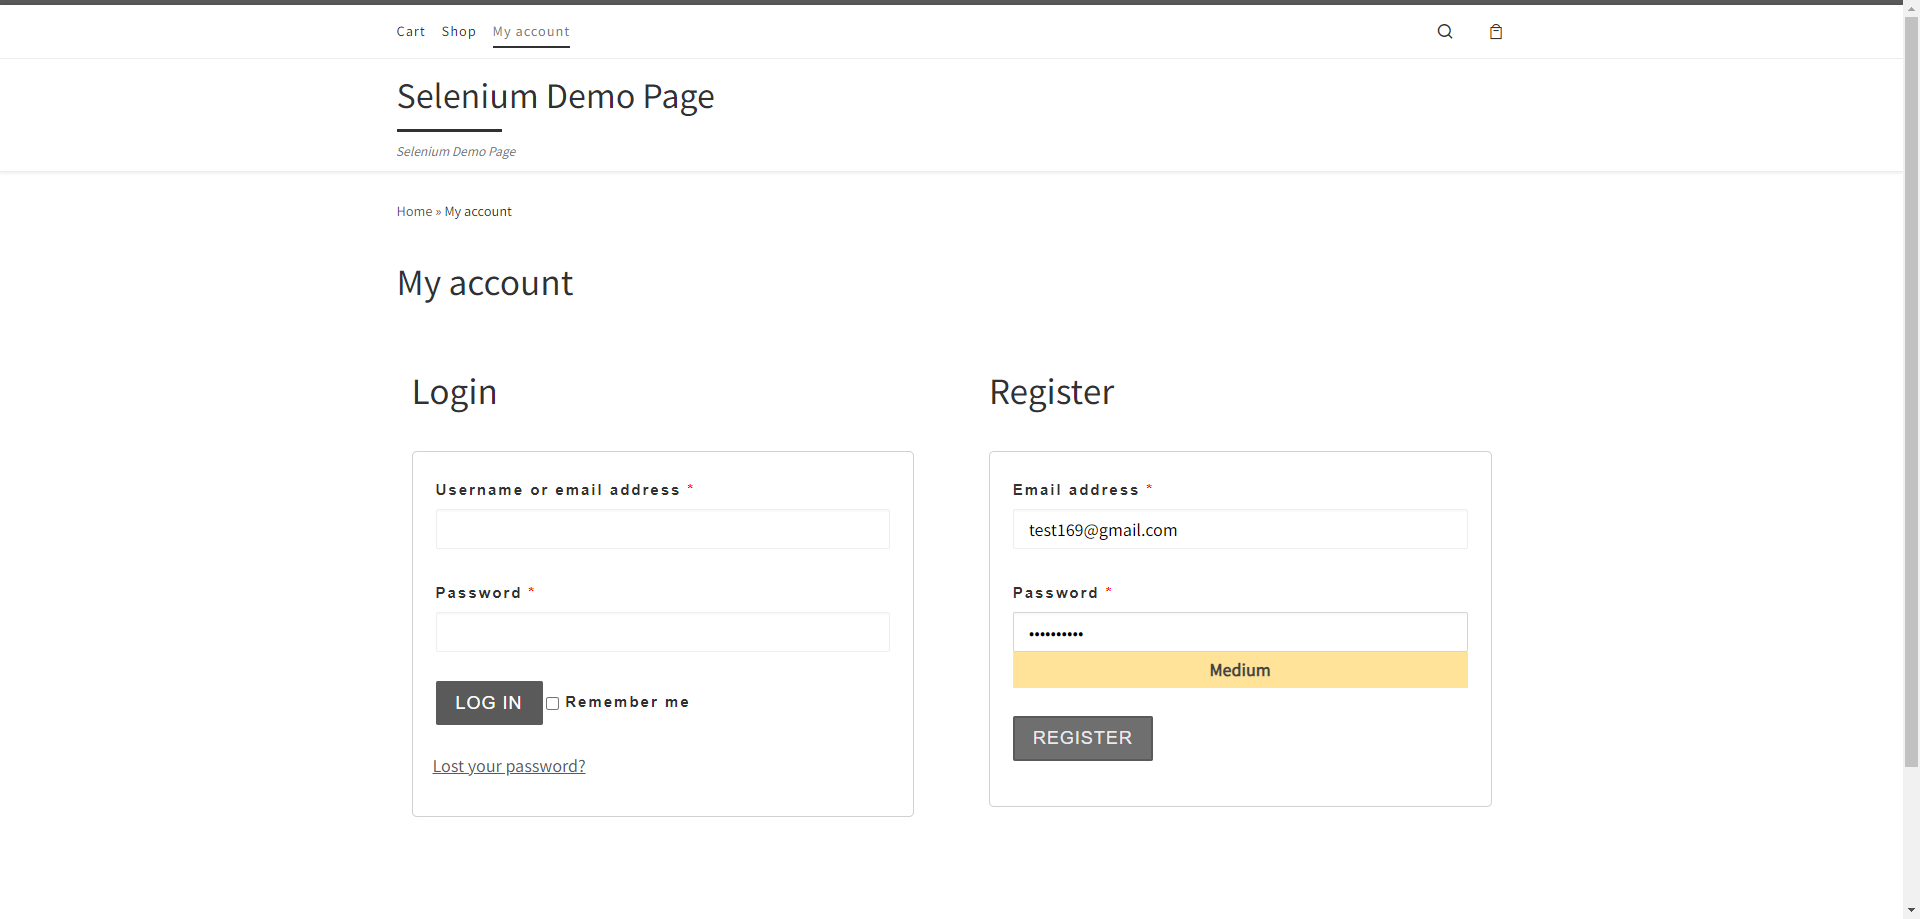 Cart Shop My account
Selenium Demo Page
Selenium Demo Page
Home » My account
My account
Login
Username or email address *
Password *
LOG IN Remember me
Lost your password?
Register
Email address *
test169@gmail.com
Password *
••••••••••
Medium
REGISTER